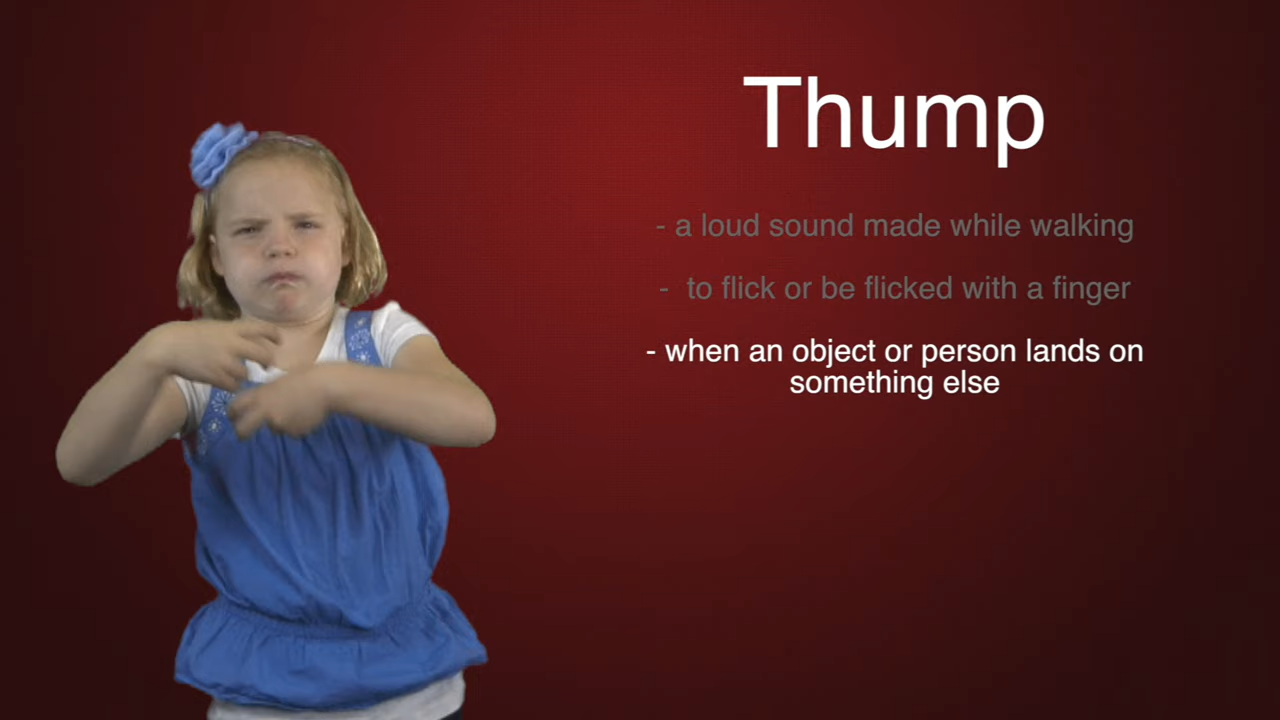 Thump
- a loud sound made while walking
- to flick or be flicked with a finger
- when an object or person lands on
something else